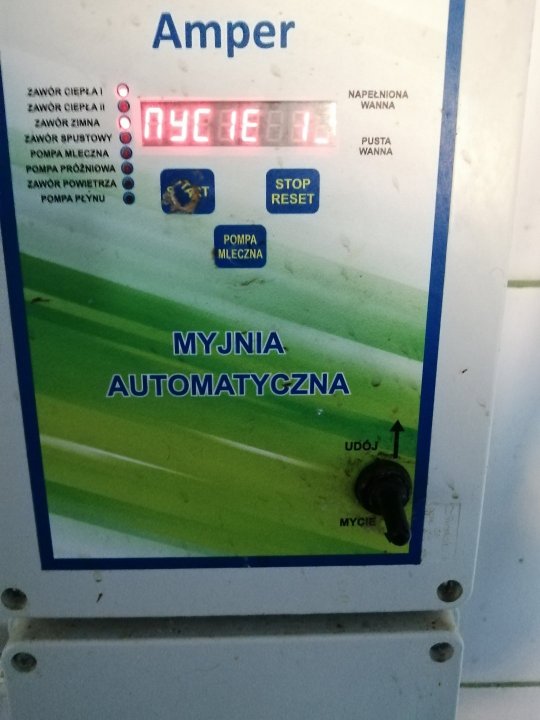 Amper
ZAWÓR CIEPŁA I
ZAWÓR CIEPŁA II
ZAWÓR ZIMNA
ZAWÓR SPUSTOWY
POMPA MLECZNA
POMPA PRÓŻNIOWA
ZAWÓR POWIETRZA
POMPA PŁYNU
MYCIE 1
NAPEŁNIONA
WANNA
PUSTA
WANNA
STOP
RESET
POMPA
MLECZNA
MYJNIA
AUTOMATYCZNA
UDÓJ
MYCIE